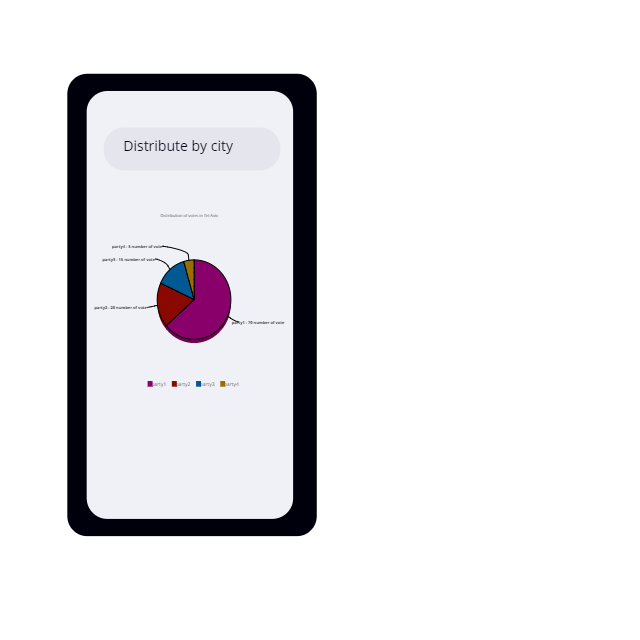 Distribute by city
Distribution of votes in Tel-Aviv
party4 : 5 number of vote
party3 : 15 number of vote
party2 : 20 number of vote
party1 : 70 number of vote
party1 party2 party3 party4